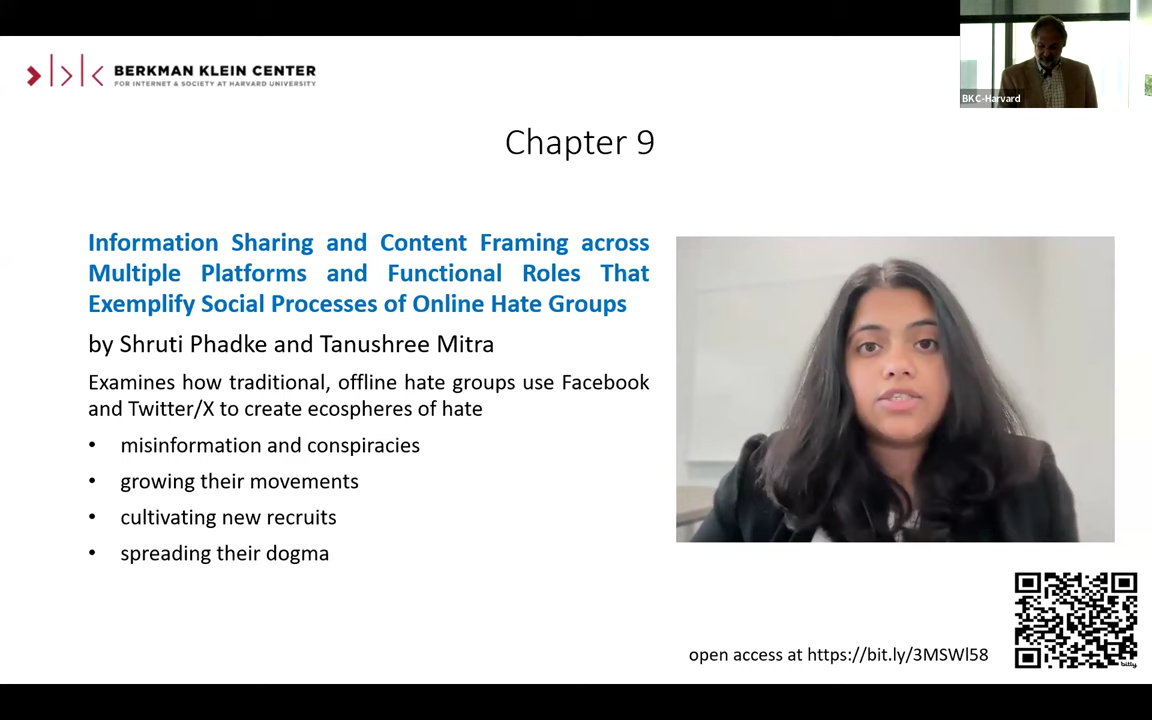 BERKMAN KLEIN CENTER
FOR INTERNET & SOCIETY AT HARVARD UNIVERSITY
BKC-Harvard
Chapter 9
Information Sharing and Content Framing across
Multiple Platforms and Functional Roles That
Exemplify Social Processes of Online Hate Groups
by Shruti Phadke and Tanushree Mitra
Examines how traditional, offline hate groups use Facebook
and Twitter/X to create ecospheres of hate
• misinformation and conspiracies
• growing their movements
• cultivating new recruits
• spreading their dogma
open access at https://bit.ly/3MSWl58
bitly